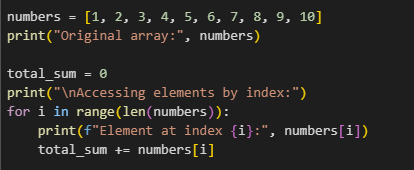 numbers = [1, 2, 3, 4, 5, 6, 7, 8, 9, 10]
print("Original array:", numbers)

total_sum = 0
print("\nAccessing elements by index:")
for i in range(len(numbers)):
    print(f"Element at index {i}:", numbers[i])
    total_sum += numbers[i]